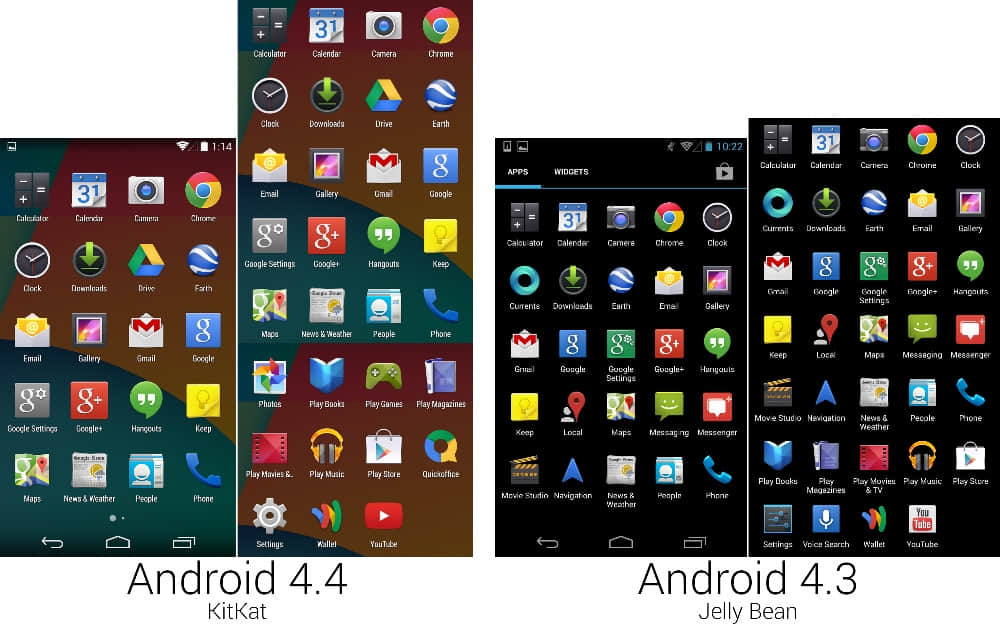 1:14
Calculator Calendar Camera Chrome
Clock Downloads Drive Earth
Email Gallery Gmail Google
Google Settings Google+ Hangouts Keep
Maps News & Weather People Phone
Calculator Calendar Camera Chrome
Clock Downloads Drive Earth
Email Gallery Gmail Google
Google Settings Google+ Hangouts Keep
Maps News & Weather People Phone
Photos Play Books Play Games Play Magazines
Play Movies &.. Play Music Play Store Quickoffice
Settings Wallet YouTube
Android 4.4
KitKat
10:22
APPS WIDGETS
Calculator Calendar Camera Chrome Clock
Currents Downloads Earth Email Gallery
Gmail Google Google Settings Google+ Hangouts
Keep Local Maps Messaging Messenger
Movie Studio Navigation News & Weather People Phone
Calculator Calendar Camera Chrome Clock
Currents Downloads Earth Email Gallery
Gmail Google Google Settings Google+ Hangouts
Keep Local Maps Messaging Messenger
Movie Studio Navigation News & Weather People Phone
Play Books Play Magazines Play Movies & TV Play Music Play Store
Settings Voice Search Wallet YouTube
Android 4.3
Jelly Bean